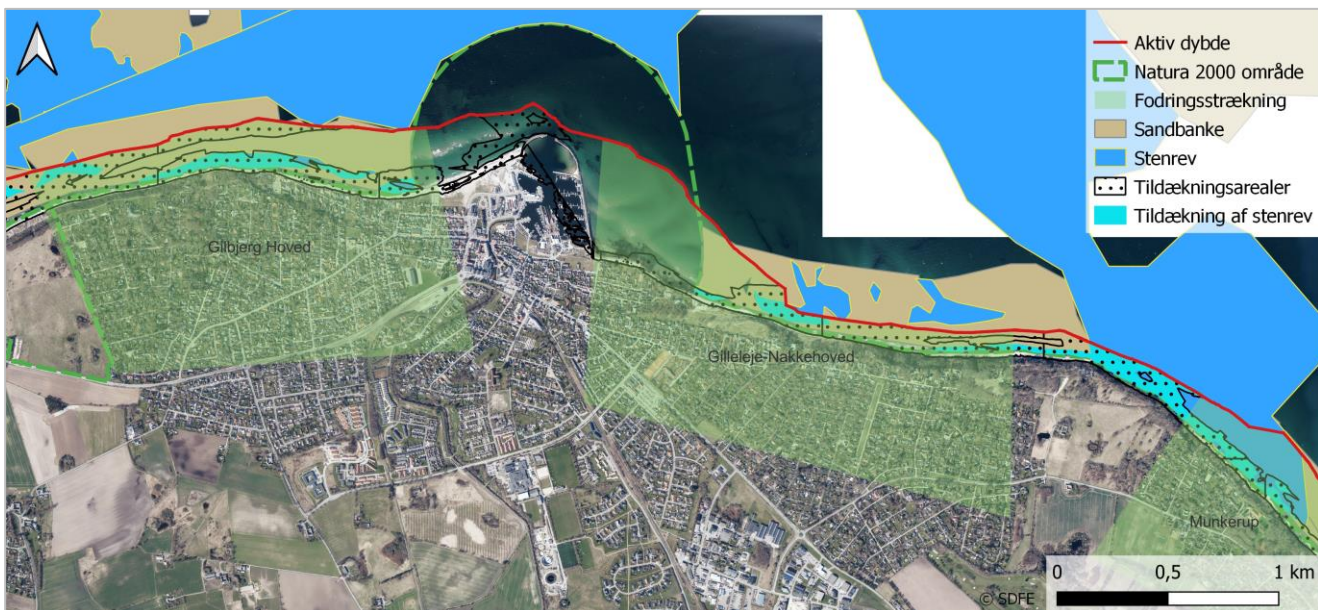 Aktiv dybde
Natura 2000 område
Fodringsstrækning
Sandbanke
Stenrev
Tildækningsarealer
Tildækning af stenrev
Gilbjerg Hoved
Gilleleje-Nakkehoved
Munkerup
0 0,5 1 km
© SDFE